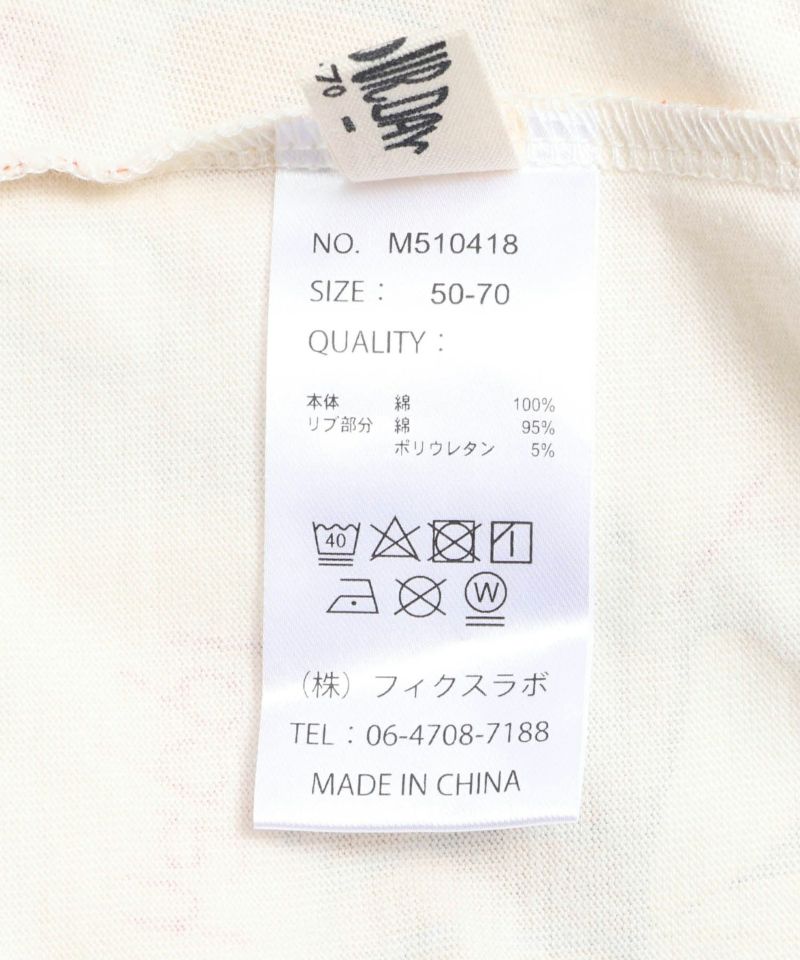 70
NO. M510418
SIZE： 50-70
QUALITY：
本体 綿 100%
リブ部分 綿 95%
ポリウレタン 5%
40
W
（株）フィクスラボ
TEL：06-4708-7188
MADE IN CHINA